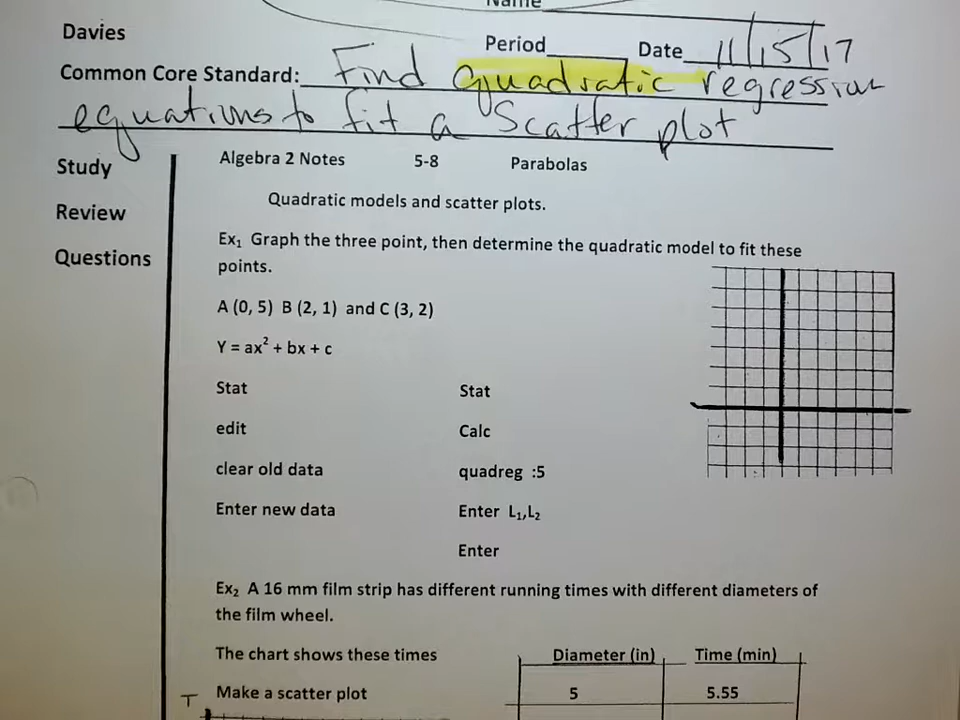 Name
Davies
Period Date 11/15/17
Common Core Standard: Find quadratic regression
equations to fit a scatter plot
Study
Review
Questions
Algebra 2 Notes 5-8 Parabolas
Quadratic models and scatter plots.
Ex₁ Graph the three point, then determine the quadratic model to fit these
points.
A (0, 5) B (2, 1) and C (3, 2)
Y = ax² + bx + c
Stat Stat
edit Calc
clear old data quadreg :5
Enter new data Enter L₁,L₂
Enter
Ex₂ A 16 mm film strip has different running times with different diameters of
the film wheel.
The chart shows these times Diameter (in) Time (min)
Make a scatter plot 5 5.55
T